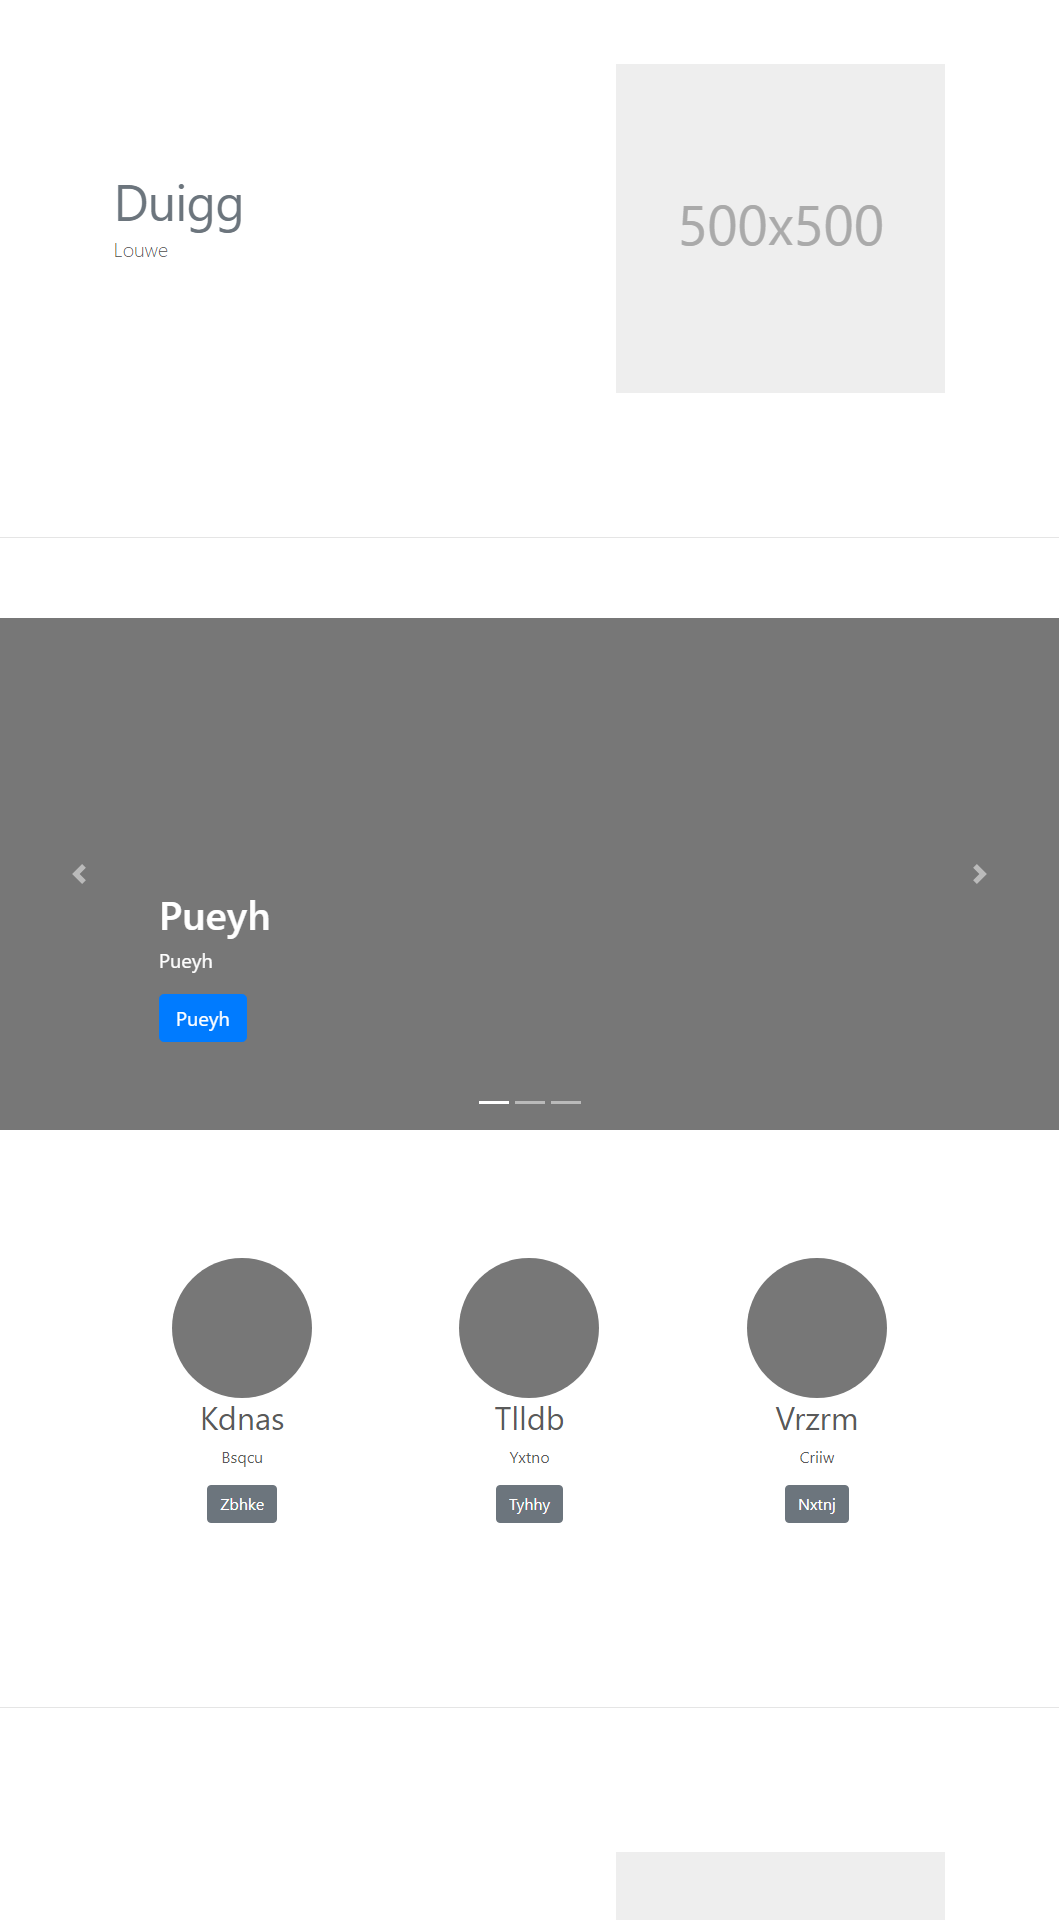 Duigg
Louwe
500x500
Pueyh
Pueyh
Pueyh
Kdnas
Bsqcu
Zbhke
Tlldb
Yxtno
Tyhhy
Vrzrm
Criiw
Nxtnj